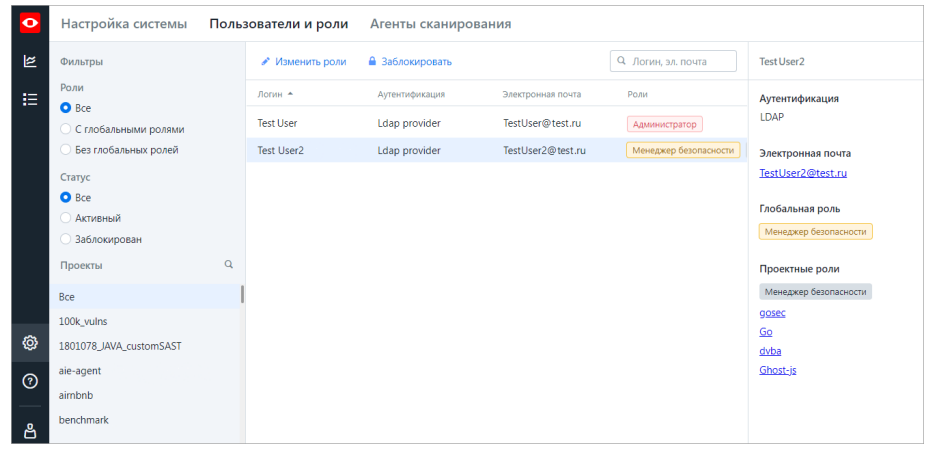 Настройка системы Пользователи и роли Агенты сканирования
Фильтры
Роли
Все
С глобальными ролями
Без глобальных ролей
Статус
Все
Активный
Заблокирован
Проекты
Все
100k_vulns
1801078_JAVA_customSAST
aie-agent
airnbnb
benchmark
Изменить роли Заблокировать Логин, эл. почта
Логин Аутентификация Электронная почта Роли
Test User Ldap provider TestUser@test.ru Администратор
Test User2 Ldap provider TestUser2@test.ru Менеджер безопасности
TestUser2
Аутентификация
LDAP
Электронная почта
TestUser2@test.ru
Глобальная роль
Менеджер безопасности
Проектные роли
Менеджер безопасности
gosec
Go
dvba
Ghost-js